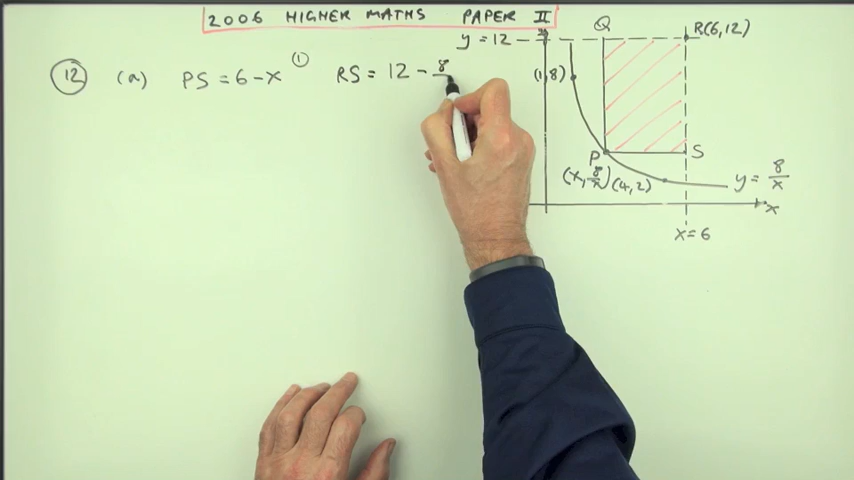 2006 HIGHER MATHS PAPER II
Q
R(6,12)
y = 12
12 (a) PS = 6 - x (1) RS = 12 - 8
(1,8)
P
S
(x, 8/x) (4,2)
y = 8/x
x
x = 6